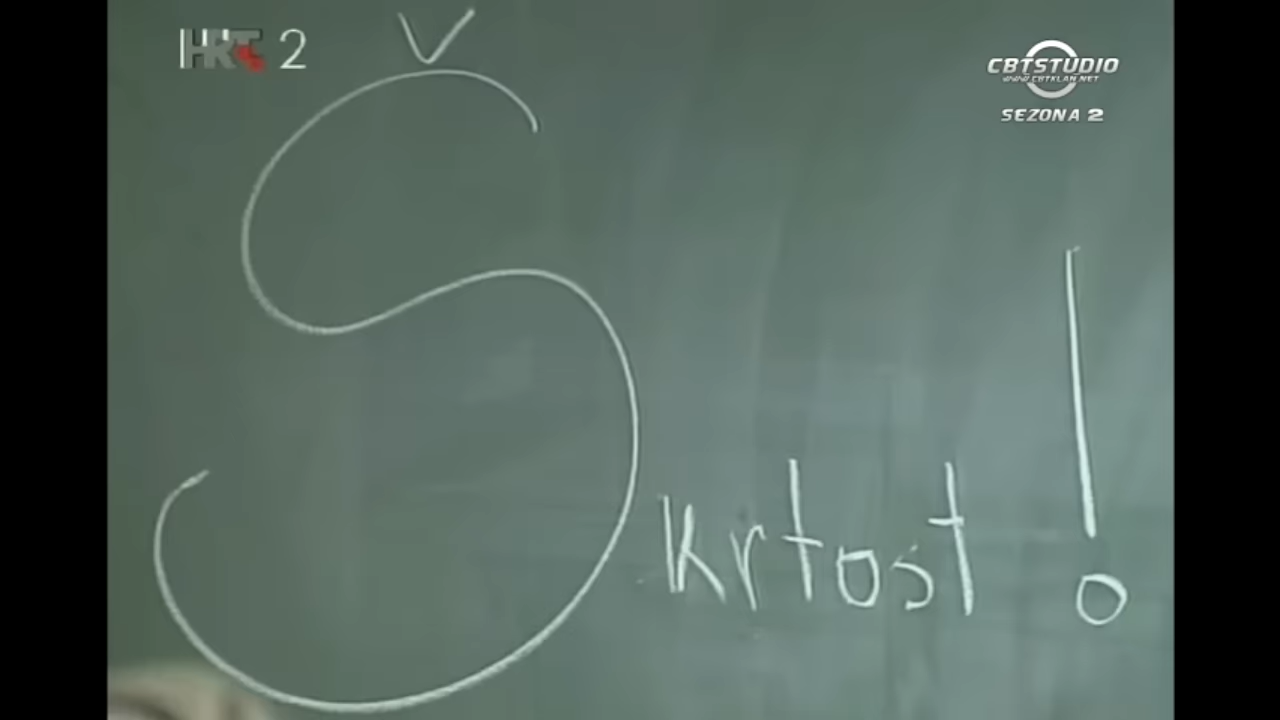 HRT 2
CBTSTUDIO
WWW.CBTKLAN.NET
SEZONA 2
Škrtost!